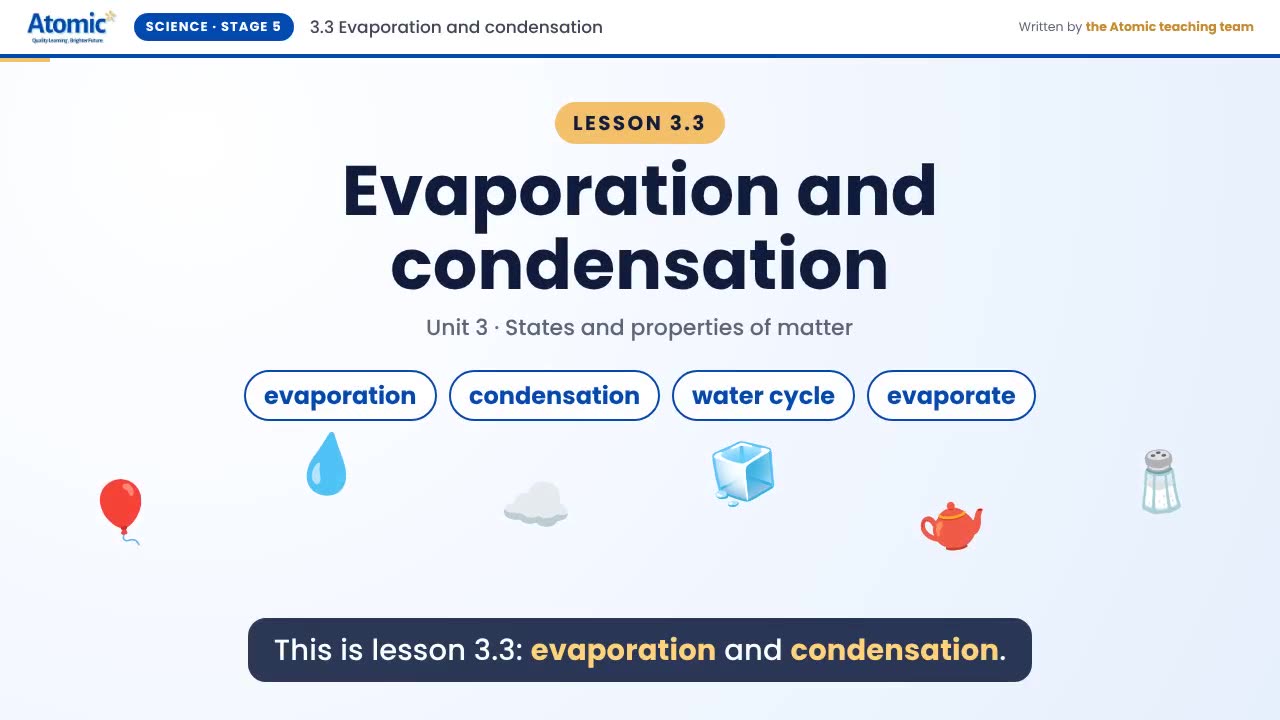 Atomic
Quality Learning, Brighter Future
SCIENCE · STAGE 5
3.3 Evaporation and condensation
Written by the Atomic teaching team
LESSON 3.3
Evaporation and
condensation
Unit 3 · States and properties of matter
evaporation
condensation
water cycle
evaporate
This is lesson 3.3: evaporation and condensation.